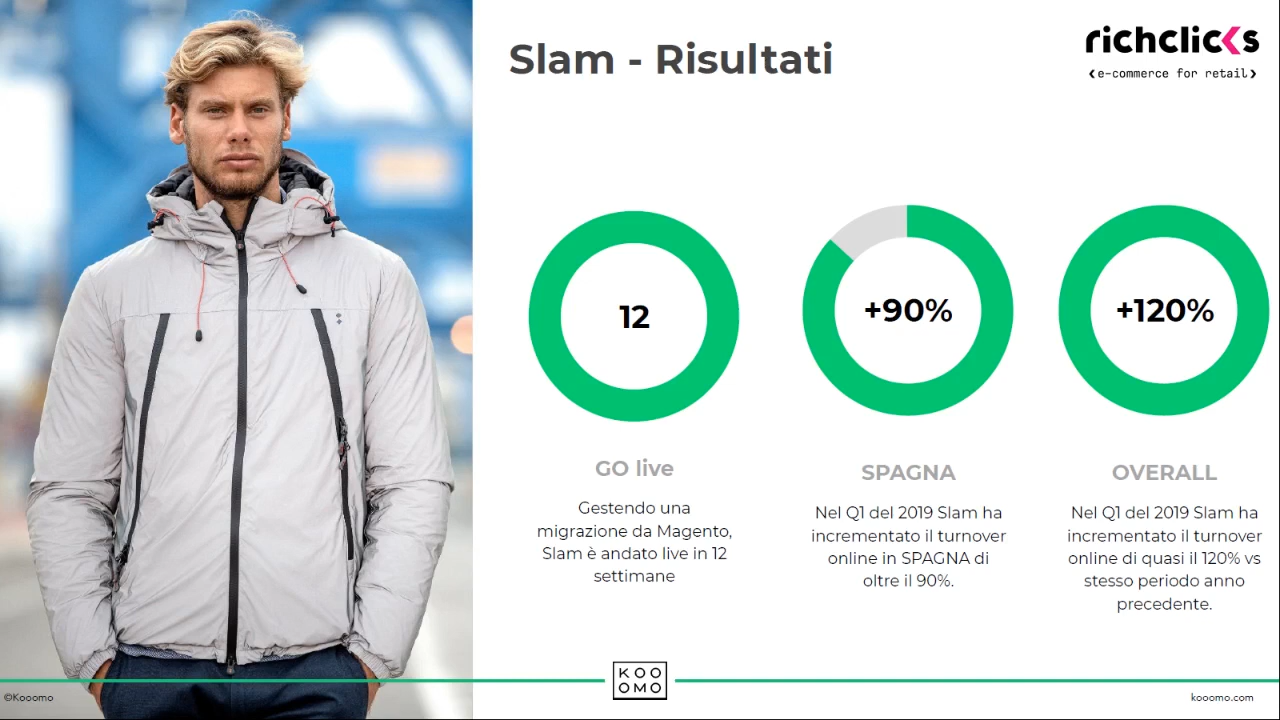 Slam - Risultati
richclicks
‹e-commerce for retail›
12
+90%
+120%
GO live
Gestendo una
migrazione da Magento,
Slam è andato live in 12
settimane
SPAGNA
Nel Q1 del 2019 Slam ha
incrementato il turnover
online in SPAGNA di
oltre il 90%.
OVERALL
Nel Q1 del 2019 Slam ha
incrementato il turnover
online di quasi il 120% vs
stesso periodo anno
precedente.
©Kooomo
KOO
OMO
kooomo.com